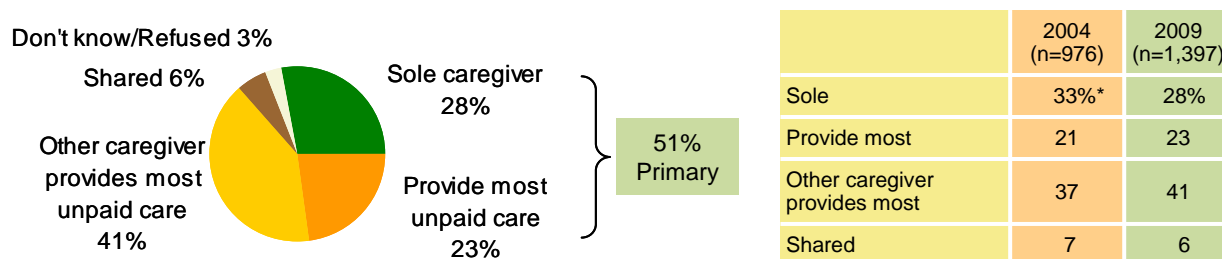 Don't know/Refused 3%
Shared 6%
Other caregiver
provides most
unpaid care
41%
Sole caregiver
28%
Provide most
unpaid care
23%
51%
Primary
2004
(n=976)
2009
(n=1,397)
Sole 33%* 28%
Provide most 21 23
Other caregiver
provides most 37 41
Shared 7 6